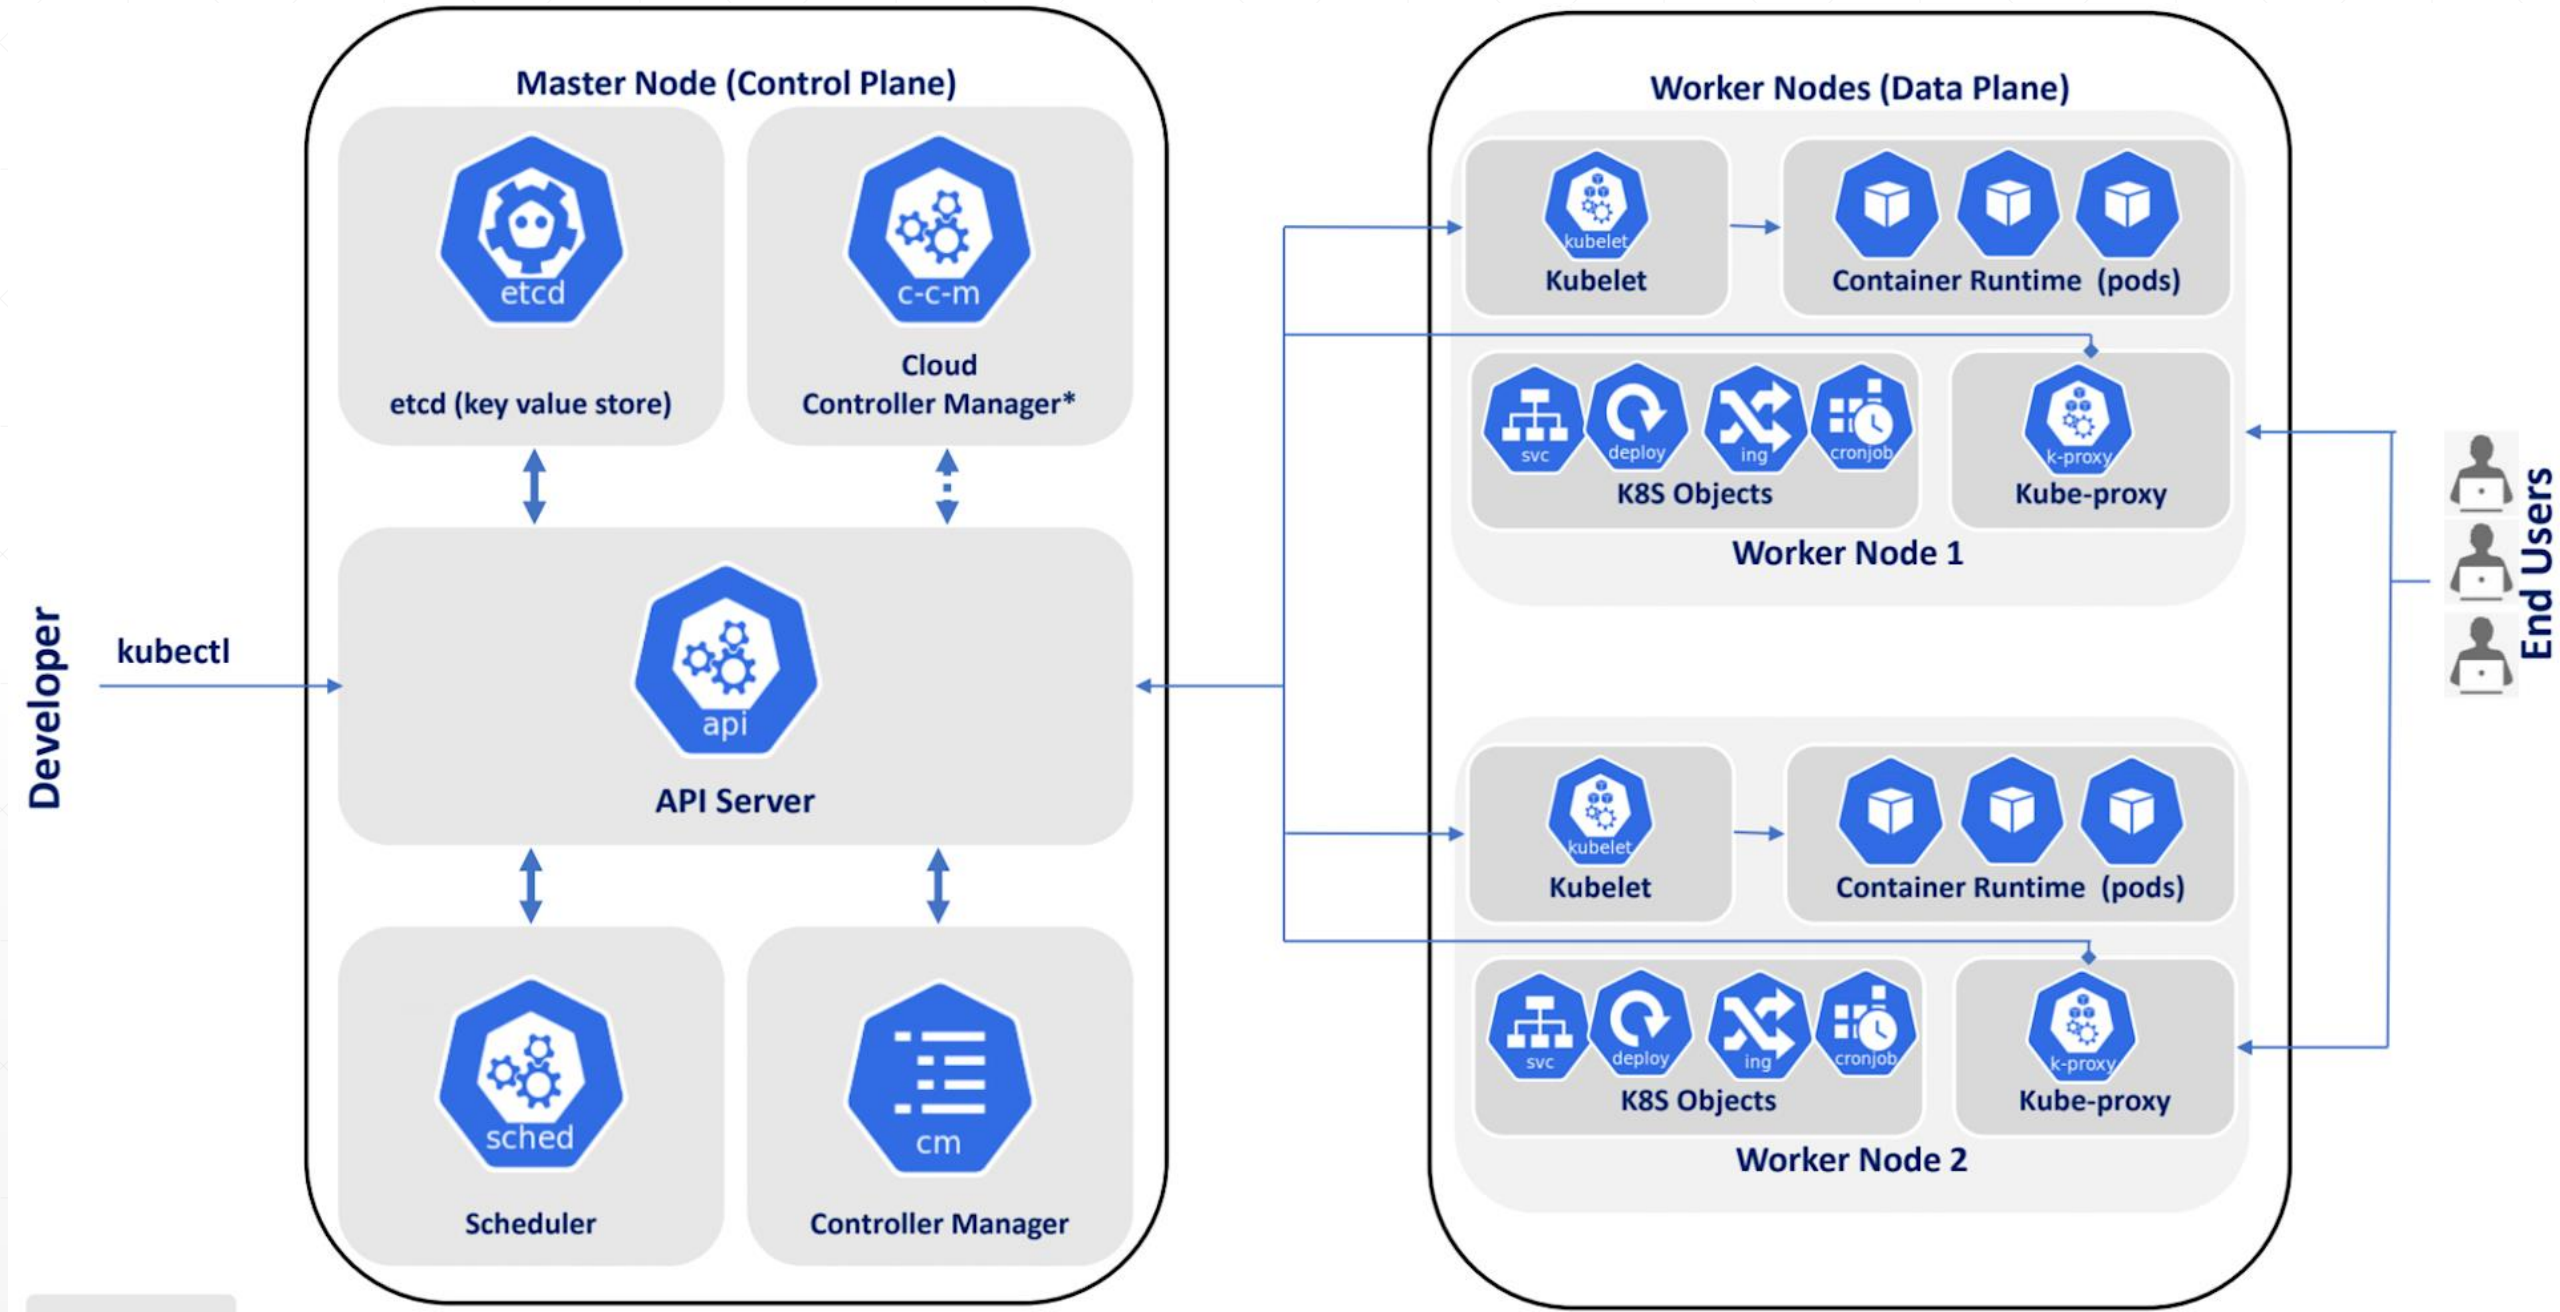 Developer
kubectl
Master Node (Control Plane)
etcd
etcd (key value store)
c-c-m
Cloud
Controller Manager*
api
API Server
sched
Scheduler
cm
Controller Manager
Worker Nodes (Data Plane)
kubelet
Kubelet
Container Runtime (pods)
svc
deploy
ing
cronjob
K8S Objects
k-proxy
Kube-proxy
Worker Node 1
kubelet
Kubelet
Container Runtime (pods)
svc
deploy
ing
cronjob
K8S Objects
k-proxy
Kube-proxy
Worker Node 2
End Users